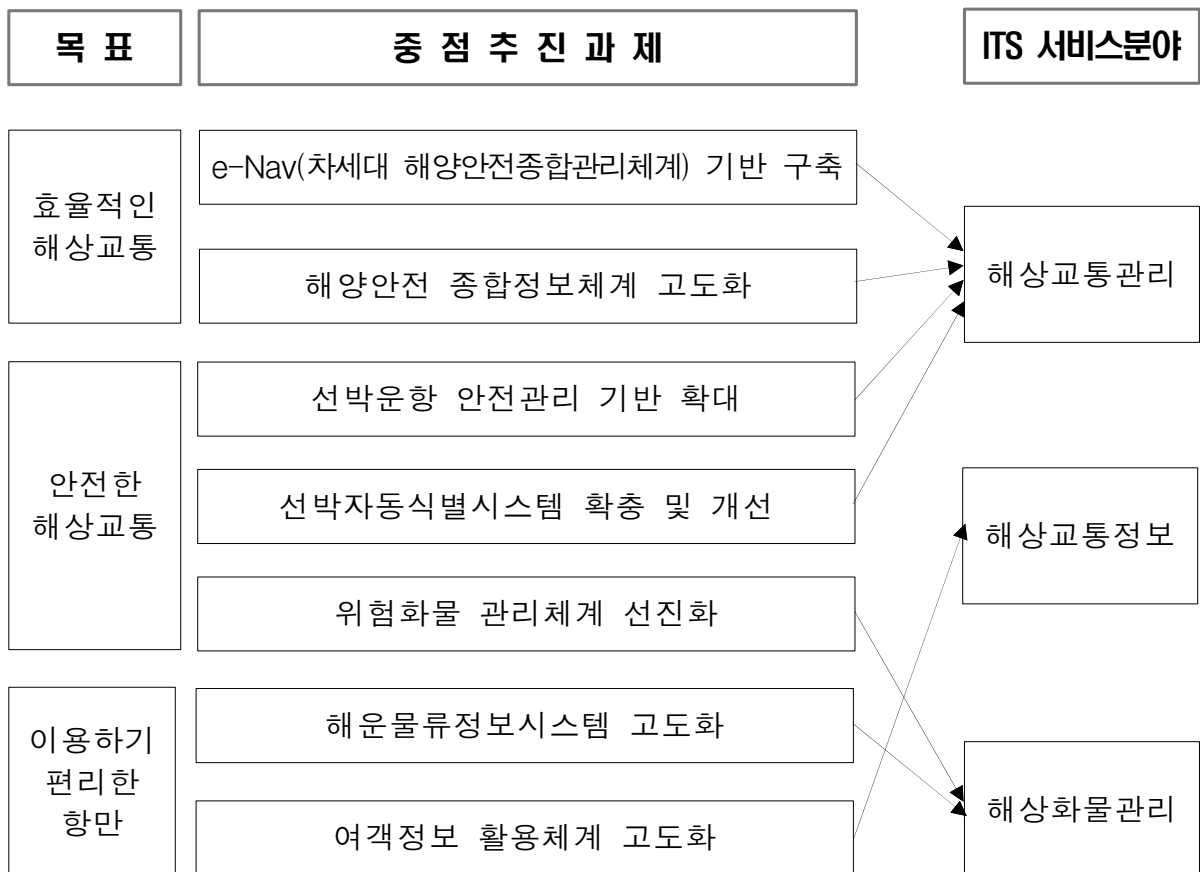 목 표
중 점 추 진 과 제
ITS 서비스분야
효율적인
해상교통
e-Nav(차세대 해양안전종합관리체계) 기반 구축
해양안전 종합정보체계 고도화
해상교통관리
안전한
해상교통
선박운항 안전관리 기반 확대
선박자동식별시스템 확충 및 개선
위험화물 관리체계 선진화
해상교통정보
이용하기
편리한
항만
해운물류정보시스템 고도화
여객정보 활용체계 고도화
해상화물관리